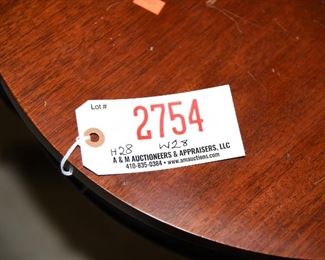 Lot #
2754
H28 W28
A & M AUCTIONEERS & APPRAISERS, LLC
410-835-0384 • www.amauctions.com